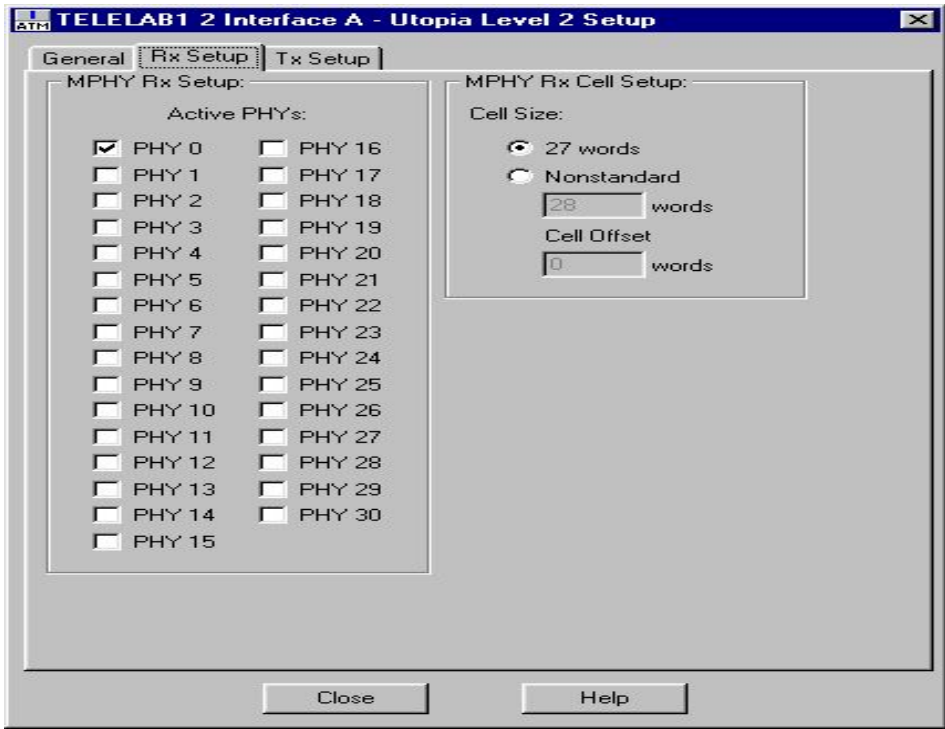 ATM TELELAB1 2 Interface A - Utopia Level 2 Setup
General Rx Setup Tx Setup
MPHY Rx Setup:
Active PHY's:
PHY 0 PHY 16
PHY 1 PHY 17
PHY 2 PHY 18
PHY 3 PHY 19
PHY 4 PHY 20
PHY 5 PHY 21
PHY 6 PHY 22
PHY 7 PHY 23
PHY 8 PHY 24
PHY 9 PHY 25
PHY 10 PHY 26
PHY 11 PHY 27
PHY 12 PHY 28
PHY 13 PHY 29
PHY 14 PHY 30
PHY 15
MPHY Rx Cell Setup:
Cell Size:
27 words
Nonstandard
28 words
Cell Offset
0 words
Close Help